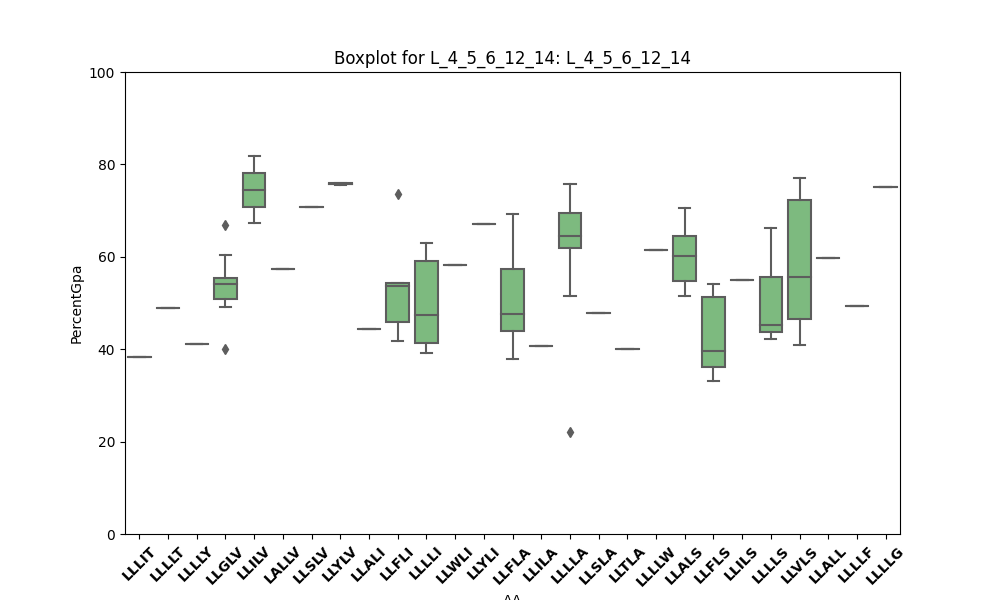 Boxplot for L_4_5_6_12_14: L_4_5_6_12_14
PercentGpa
100
80
60
40
20
0
LLLIT
LLLLT
LLLLY
LLGLV
LLILV
LALLV
LLSLV
LLYLV
LLALI
LLFLI
LLLLI
LLWLI
LLYLI
LLFLA
LLILA
LLLLA
LLSLA
LLTLA
LLLLW
LLALS
LLFLS
LLILS
LLLLS
LLVLS
LLALL
LLLLF
LLLLG
AA